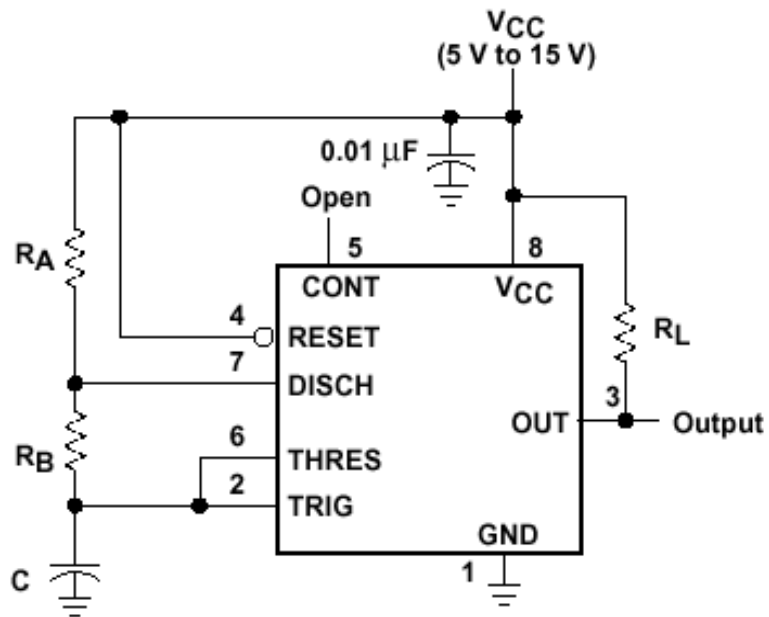 VCC
(5 V to 15 V)
0.01 μF
Open
RA
5
8
CONT
VCC
4
RESET
RL
7
DISCH
3
OUT
Output
RB
6
THRES
2
TRIG
GND
C
1